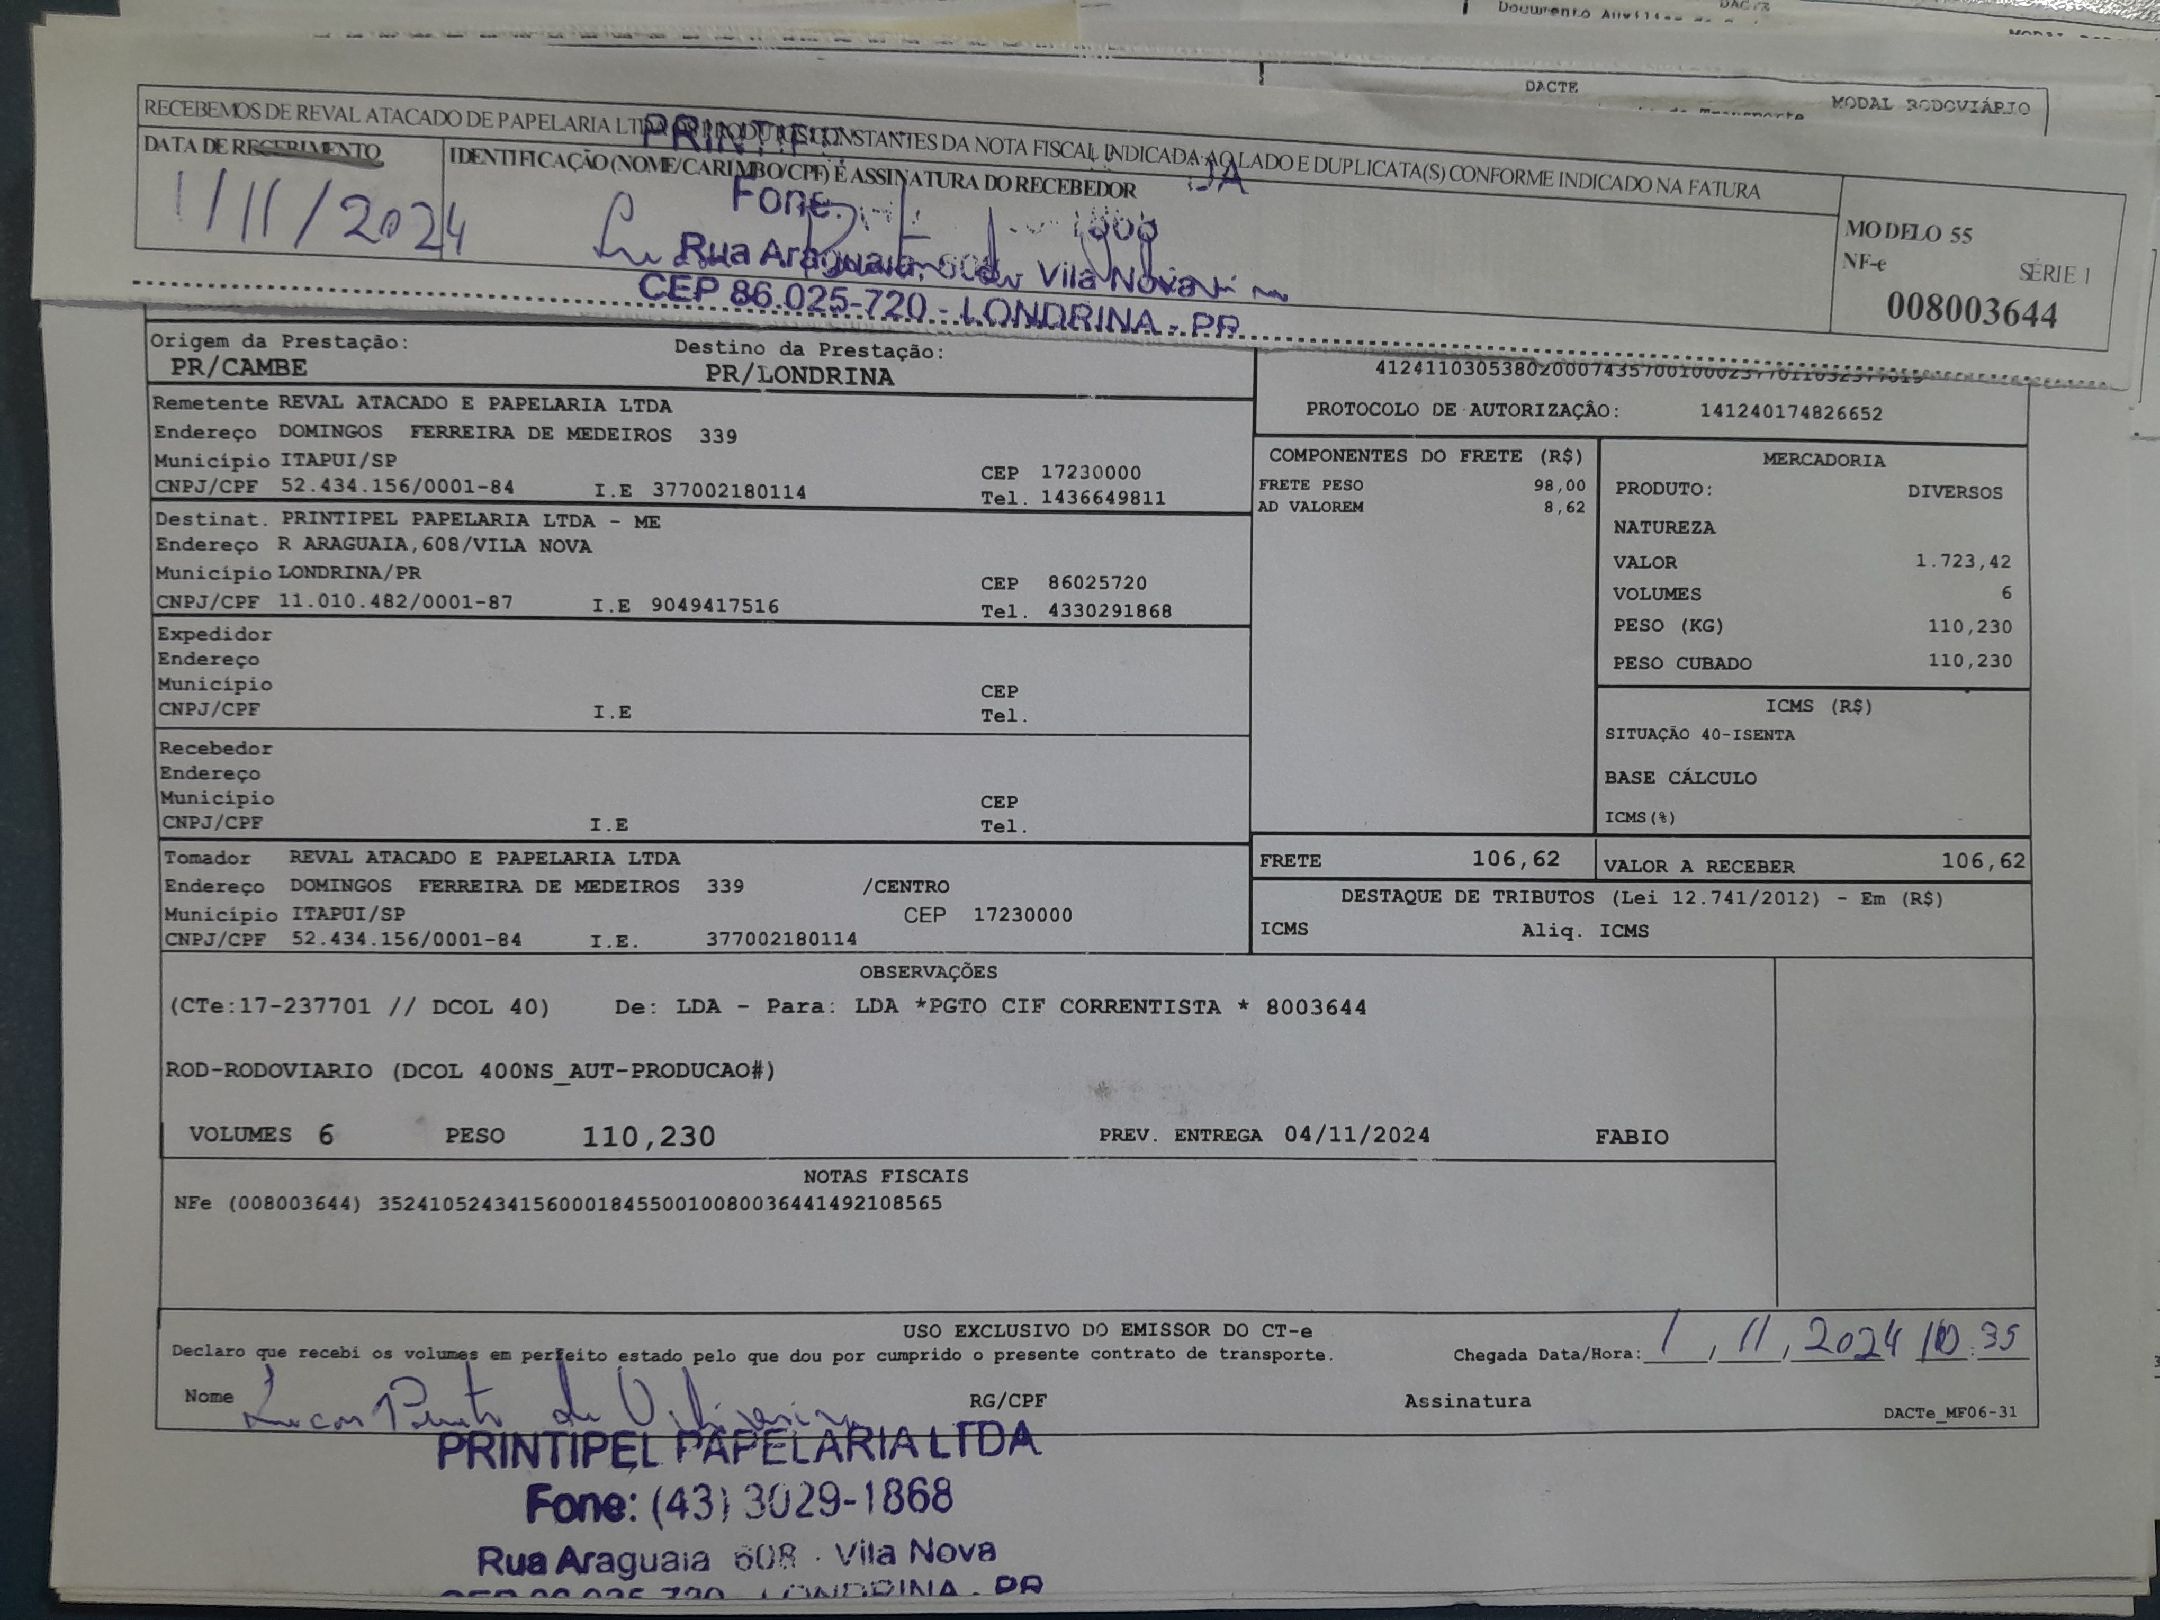 DACTE
Documento Auxiliar
DACTE
MODAL RODOVIÁRIO
RECEBEMOS DE REVAL ATACADO DE PAPELARIA LTDA OS PRODUTOS CONSTANTES DA NOTA FISCAL INDICADA AO LADO E DUPLICATA(S) CONFORME INDICADO NA FATURA
DATA DE RECEBIMENTO
IDENTIFICAÇÃO (NOME/CARIMBO/CPF) E ASSINATURA DO RECEBEDOR
1/11/2024
Fone:
Rua Araguaia, 608 Vila Nova
CEP 86.025-720 - LONDRINA - PR
MODELO 55
NF-e SÉRIE 1
008003644
Origem da Prestação: Destino da Prestação:
PR/CAMBE PR/LONDRINA
PROTOCOLO DE AUTORIZAÇÃO: 141240174826652
Remetente REVAL ATACADO E PAPELARIA LTDA
Endereço DOMINGOS FERREIRA DE MEDEIROS 339
Município ITAPUI/SP CEP 17230000
CNPJ/CPF 52.434.156/0001-84 I.E 377002180114 Tel. 1436649811
Destinat. PRINTIPEL PAPELARIA LTDA - ME
Endereço R ARAGUAIA,608/VILA NOVA
Município LONDRINA/PR CEP 86025720
CNPJ/CPF 11.010.482/0001-87 I.E 9049417516 Tel. 4330291868
Expedidor
Endereço
Município CEP
CNPJ/CPF I.E Tel.
Recebedor
Endereço
Município CEP
CNPJ/CPF I.E Tel.
Tomador REVAL ATACADO E PAPELARIA LTDA
Endereço DOMINGOS FERREIRA DE MEDEIROS 339 /CENTRO
Município ITAPUI/SP CEP 17230000
CNPJ/CPF 52.434.156/0001-84 I.E. 377002180114
COMPONENTES DO FRETE (R$)
FRETE PESO 98,00
AD VALOREM 8,62
MERCADORIA
PRODUTO: DIVERSOS
NATUREZA
VALOR 1.723,42
VOLUMES 6
PESO (KG) 110,230
PESO CUBADO 110,230
ICMS (R$)
SITUAÇÃO 40-ISENTA
BASE CÁLCULO
ICMS(%)
FRETE 106,62 VALOR A RECEBER 106,62
DESTAQUE DE TRIBUTOS (Lei 12.741/2012) - Em (R$)
ICMS Aliq. ICMS
OBSERVAÇÕES
(CTe:17-237701 // DCOL 40) De: LDA - Para: LDA *PGTO CIF CORRENTISTA * 8003644
ROD-RODOVIARIO (DCOL 400NS_AUT-PRODUCAO#)
VOLUMES 6 PESO 110,230 PREV. ENTREGA 04/11/2024 FABIO
NOTAS FISCAIS
NFe (008003644) 35241052434156000184550010080036441492108565
USO EXCLUSIVO DO EMISSOR DO CT-e
Declaro que recebi os volumes em perfeito estado pelo que dou por cumprido o presente contrato de transporte. Chegada Data/Hora: 1, 11, 2024 10:35
Nome Lucas RG/CPF Assinatura
DACTe_MF06-31
PRINTIPEL PAPELARIA LTDA
Fone: (43) 3029-1868
Rua Araguaia 608 - Vila Nova
CEP 86.025-720 - LONDRINA - PR